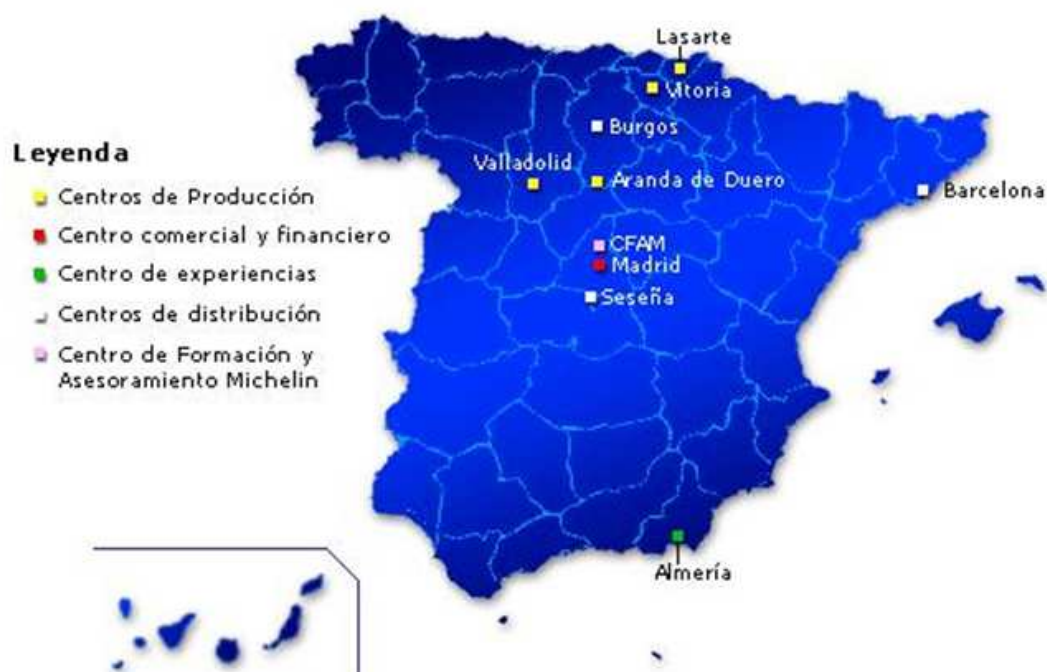 Lasarte
Vitoria
Burgos
Leyenda
Valladolid
Aranda de Duero
Barcelona
Centros de Producción
Centro comercial y financiero
CFAM
Madrid
Centro de experiencias
Seseña
Centros de distribución
Centro de Formación y
Asesoramiento Michelin
Almería